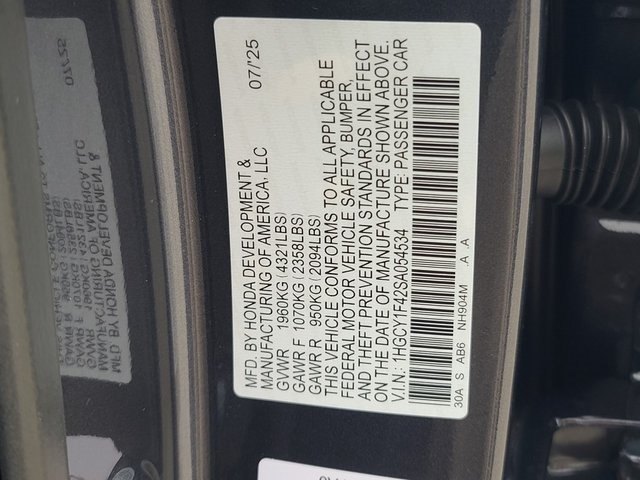 MFD. BY HONDA DEVELOPMENT & 07/'25
MANUFACTURING OF AMERICA, LLC
GVWR 1960KG(4321LBS)
GAWR F 1070KG(2358LBS)
GAWR R 950KG(2094LBS)
THIS VEHICLE CONFORMS TO ALL APPLICABLE
FEDERAL MOTOR VEHICLE SAFETY, BUMPER,
AND THEFT PREVENTION STANDARDS IN EFFECT
ON THE DATE OF MANUFACTURE SHOWN ABOVE.
V.I.N.: 1HGCY1F42SA054534 TYPE: PASSENGER CAR
30A S AB6 NH904M .A .A